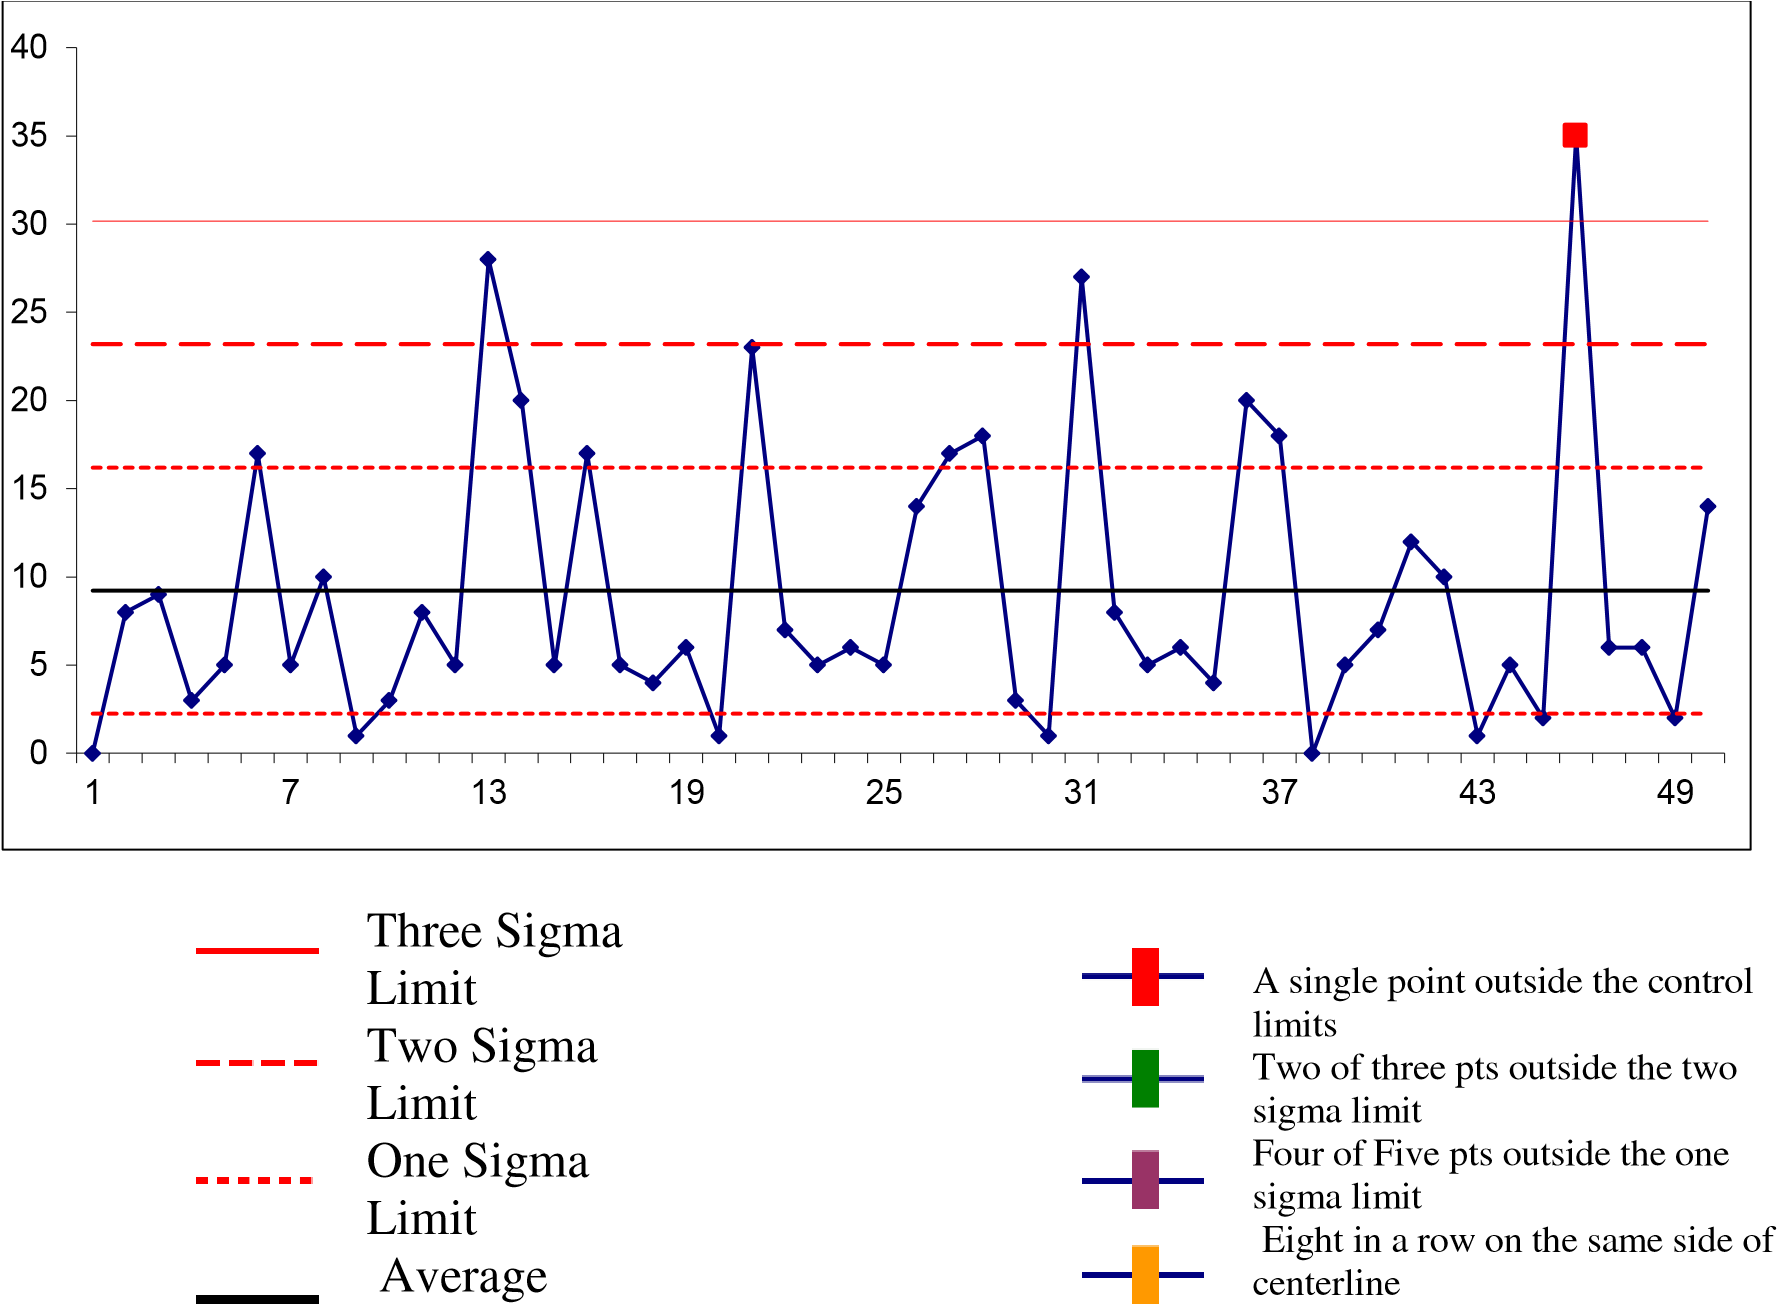 40
35
30
25
20
15
10
5
0
1 7 13 19 25 31 37 43 49
Three Sigma
Limit
Two Sigma
Limit
One Sigma
Limit
Average
A single point outside the control
limits
Two of three pts outside the two
sigma limit
Four of Five pts outside the one
sigma limit
Eight in a row on the same side of
centerline